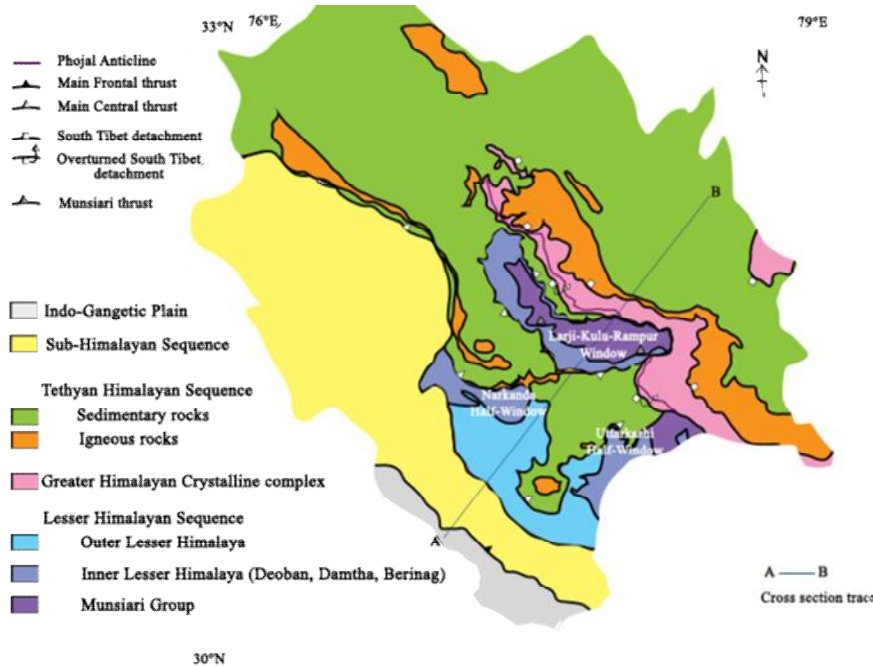 33°N
76°E
79°E
N
Phojal Anticline
Main Frontal thrust
Main Central thrust
South Tibet detachment
Overturned South Tibet
detachment
Munsiari thrust
B
Indo-Gangetic Plain
Sub-Himalayan Sequence
Tethyan Himalayan Sequence
Sedimentary rocks
Igneous rocks
Greater Himalayan Crystalline complex
Lesser Himalayan Sequence
Outer Lesser Himalaya
Inner Lesser Himalaya (Deoban, Damtha, Berinag)
Munsiari Group
Larji-Kulu-Rampur
Window
Narkanda
Half-Window
Uttarkashi
Half-Window
A
A B
Cross section trace
30°N